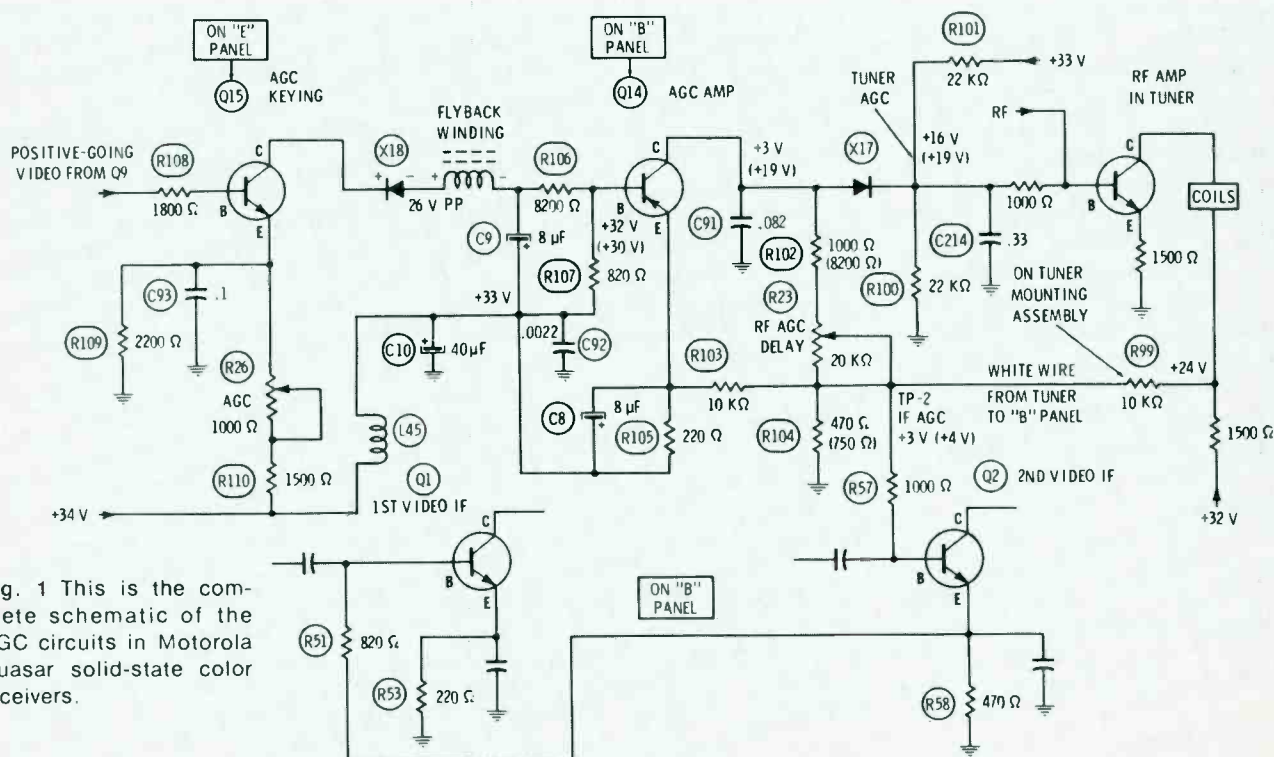 ON "E"
PANEL
Q15
AGC
KEYING
ON "B"
PANEL
Q14
AGC AMP
R101
22 KΩ
+33 V
TUNER
AGC
RF AMP
IN TUNER
RF
FLYBACK
WINDING
POSITIVE-GOING
VIDEO FROM Q9
R108
1800 Ω
C
B
E
X18
+
-
+
-
26 V PP
R106
8200 Ω
C
B
E
+3 V
(+19 V)
X17
+16 V
(+19 V)
1000 Ω
C
B
E
COILS
C9
8 µF
+
+32 V
(+30 V)
R107
820 Ω
C91
.082
R102
1000 Ω
(8200 Ω)
R100
22 KΩ
C214
.33
1500 Ω
ON TUNER
MOUNTING
ASSEMBLY
C93
.1
R109
2200 Ω
+33 V
C10
+
40 µF
.0022
C92
R23
RF AGC
DELAY
20 KΩ
R99
+24 V
10 KΩ
WHITE WIRE
FROM TUNER
TO "B" PANEL
R26
AGC
1000 Ω
R103
10 KΩ
C8
8 µF
+
R105
220 Ω
R104
470 Ω
(750 Ω)
TP-2
IF AGC
+3 V (+4 V)
1500 Ω
+32 V
L45
R110
1500 Ω
+34 V
Q1
1ST VIDEO IF
R57
1000 Ω
Q2
2ND VIDEO IF
C
B
E
ON "B"
PANEL
C
B
E
R51
820 Ω
R53
220 Ω
R58
470 Ω
g. 1 This is the com-
ete schematic of the
GC circuits in Motorola
uasar solid-state color
ceivers.